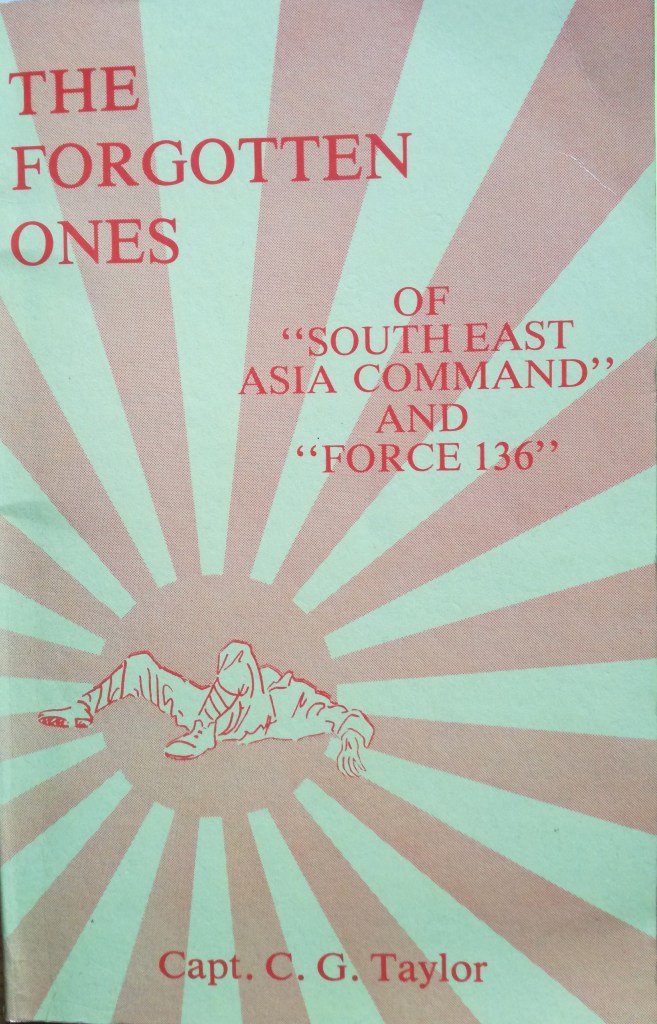 THE
FORGOTTEN
ONES
OF
“SOUTH EAST
ASIA COMMAND”
AND
“FORCE 136”
Capt. C. G. Taylor